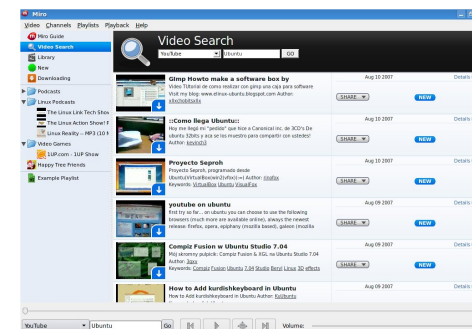 Miro
Video Channels Playlists Playback Help
Miro Guide
Video Search
Library
New
Downloading
Podcasts
Linux Podcasts
The Linux Link Tech Show
The Linux Action Show! F
Linux Reality -- MP3 (10 M
Video Games
1UP.com - 1UP Show
Happy Tree Friends
Example Playlist
Video Search
YouTube Ubuntu GO
Gimp Howto make a software box by
Aug 10 2007 Details
Video TUtorial de como realizar con gimp una caja para software
Visit my blog: www.elinux-ubuntu.blogspot.com Author:
SHARE NEW
::Como llega Ubuntu::
Aug 10 2007 Details
Hoy me llegó mi "pedido" que hice a Canonical inc. de 3CD's De
ubuntu 32bits x eia se los muestro para compartir con ustedes!
Author: kevinch3
SHARE NEW
Proyecto Seproh
Aug 10 2007 Details
Proyecto Seproh, programado desde
Keywords: VirtualBox Ubuntu VisualFox
SHARE NEW
youtube on ubuntu
Aug 09 2007 Details
first try so far... on ubuntu you can choose to use the following
browsers (much more are available online), always the newest
release: firefox, opera, epiphany (mozilla based), galeon (mozilla
SHARE NEW
Compiz Fusion w Ubuntu Studio 7.04
Aug 09 2007 Details
Mój skromny pulpicik: Compiz Fusion & XGL na Ubuntu Studio 7.04
Author: 3qxx
Keywords: Compiz Fusion Ubuntu 7.04 Studio Beryl Linux 3D effects
SHARE NEW
How to Add kurdishkeyboard in Ubuntu
Aug 09 2007 Details
How to Add kurdishkeyboard in Ubuntu Author: KuUbuntu
YouTube Ubuntu Go Volume: